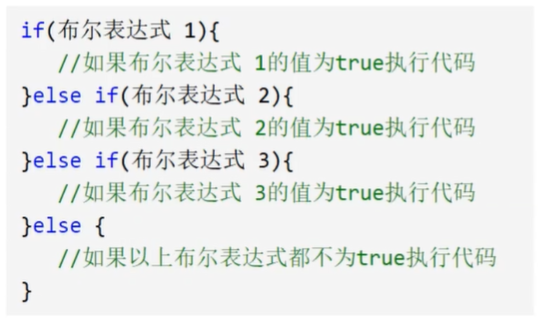 if(布尔表达式 1){
   //如果布尔表达式 1的值为true执行代码
}else if(布尔表达式 2){
   //如果布尔表达式 2的值为true执行代码
}else if(布尔表达式 3){
   //如果布尔表达式 3的值为true执行代码
}else {
   //如果以上布尔表达式都不为true执行代码
}